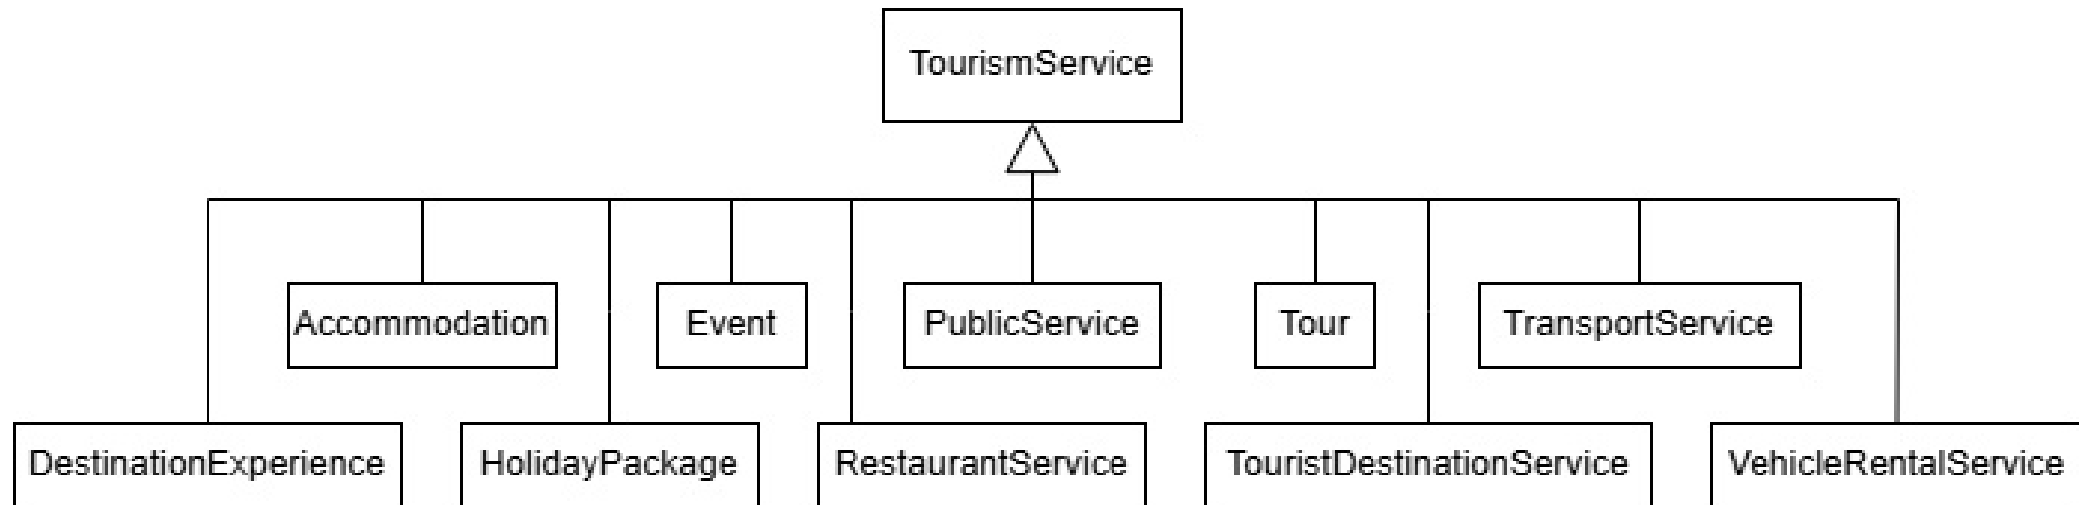 TourismService
Accommodation
Event
PublicService
Tour
TransportService
DestinationExperience
HolidayPackage
RestaurantService
TouristDestinationService
VehicleRentalService